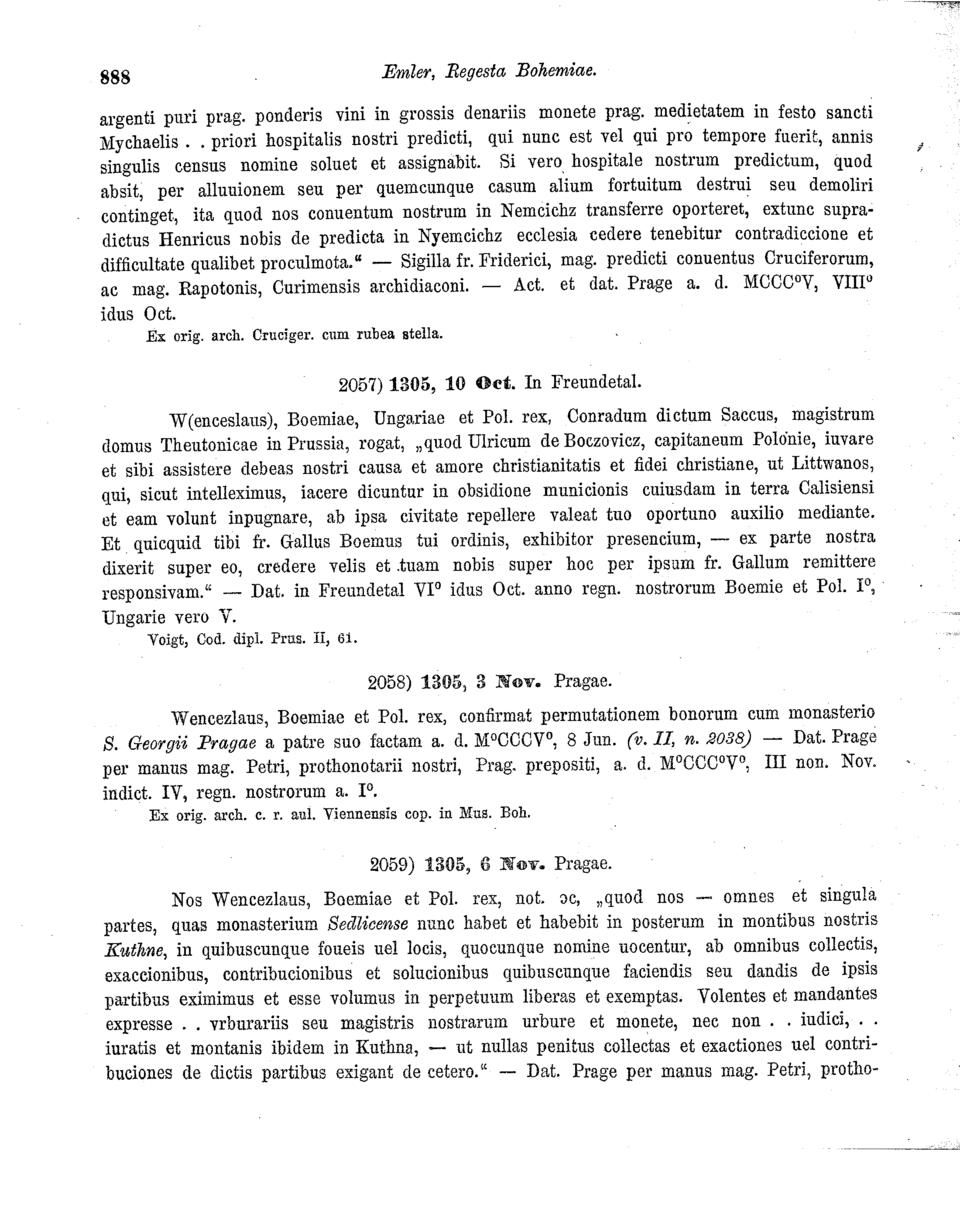 888
Emler, Regesta Bohemiae.
argenti puri prag. ponderis vini in grossis denariis monete prag. medietatem in festo sancti
Mychaelis . . priori hospitalis nostri predicti, qui nunc est vel qui pro tempore fuerit, annis
singulis census nomine soluet et assignabit. Si vero hospitale nostrum predictum, quod
absit, per alluuionem seu per quemcunque casum alium fortuitum destrui seu demoliri
continget, ita quod nos conuentum nostrum in Nemcichz transferre oporteret, extunc supra-
dictus Henricus nobis de predicta in Nyemcichz ecclesia cedere tenebitur contradiccione et
difficultate qualibet proculmota.“ — Sigilla fr. Friderici, mag. predicti conuentus Cruciferorum,
ac mag. Rapotonis, Curimensis archidiaconi. — Act. et dat. Prage a. d. MCCC⁰V, VIII⁰
idus Oct.
Ex orig. arch. Cruciger. cum rubea stella.
2057) 1305, 10 Oct. In Freundetal.
W(enceslaus), Boemiae, Ungariae et Pol. rex, Conradum dictum Saccus, magistrum
domus Theutonicae in Prussia, rogat, „quod Ulricum de Boczovicz, capitaneum Polonie, iuvare
et sibi assistere debeas nostri causa et amore christianitatis et fidei christiane, ut Littwanos,
qui, sicut intelleximus, iacere dicuntur in obsidione municionis cuiusdam in terra Calisiensi
et eam volunt inpugnare, ab ipsa civitate repellere valeat tuo oportuno auxilio mediante.
Et quicquid tibi fr. Gallus Boemus tui ordinis, exhibitor presencium, — ex parte nostra
dixerit super eo, credere velis et tuam nobis super hoc per ipsum fr. Gallum remittere
responsivam.“ — Dat. in Freundetal VI⁰ idus Oct. anno regn. nostrorum Boemie et Pol. I⁰,
Ungarie vero V.
Voigt, Cod. dipl. Prus. II, 61.
2058) 1305, 3 Nov. Pragae.
Wencezlaus, Boemiae et Pol. rex, confirmat permutationem bonorum cum monasterio
S. Georgii Pragae a patre suo factam a. d. M⁰CCCV⁰, 8 Jun. (v. II, n. 2038) — Dat. Prage
per manus mag. Petri, prothonotarii nostri, Prag. prepositi, a. d. M⁰CCC⁰V⁰, III non. Nov.
indict. IV, regn. nostrorum a. I⁰.
Ex orig. arch. c. r. aul. Viennensis cop. in Mus. Boh.
2059) 1305, 6 Nov. Pragae.
Nos Wencezlaus, Boemiae et Pol. rex, not. ɔc, „quod nos — omnes et singula
partes, quas monasterium Sedlicense nunc habet et habebit in posterum in montibus nostris
Kuthne, in quibuscunque foueis uel locis, quocunque nomine uocentur, ab omnibus collectis,
exaccionibus, contribucionibus et solucionibus quibuscunque faciendis seu dandis de ipsis
partibus eximimus et esse volumus in perpetuum liberas et exemptas. Volentes et mandantes
expresse . . vrburariis seu magistris nostrarum urbure et monete, nec non . . iudici, . .
iuratis et montanis ibidem in Kuthna, — ut nullas penitus collectas et exactiones uel contri-
buciones de dictis partibus exigant de cetero.“ — Dat. Prage per manus mag. Petri, protho-